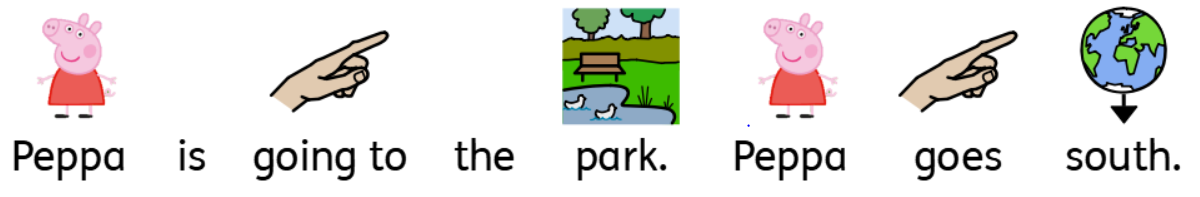 Peppa is going to the park. Peppa goes south.